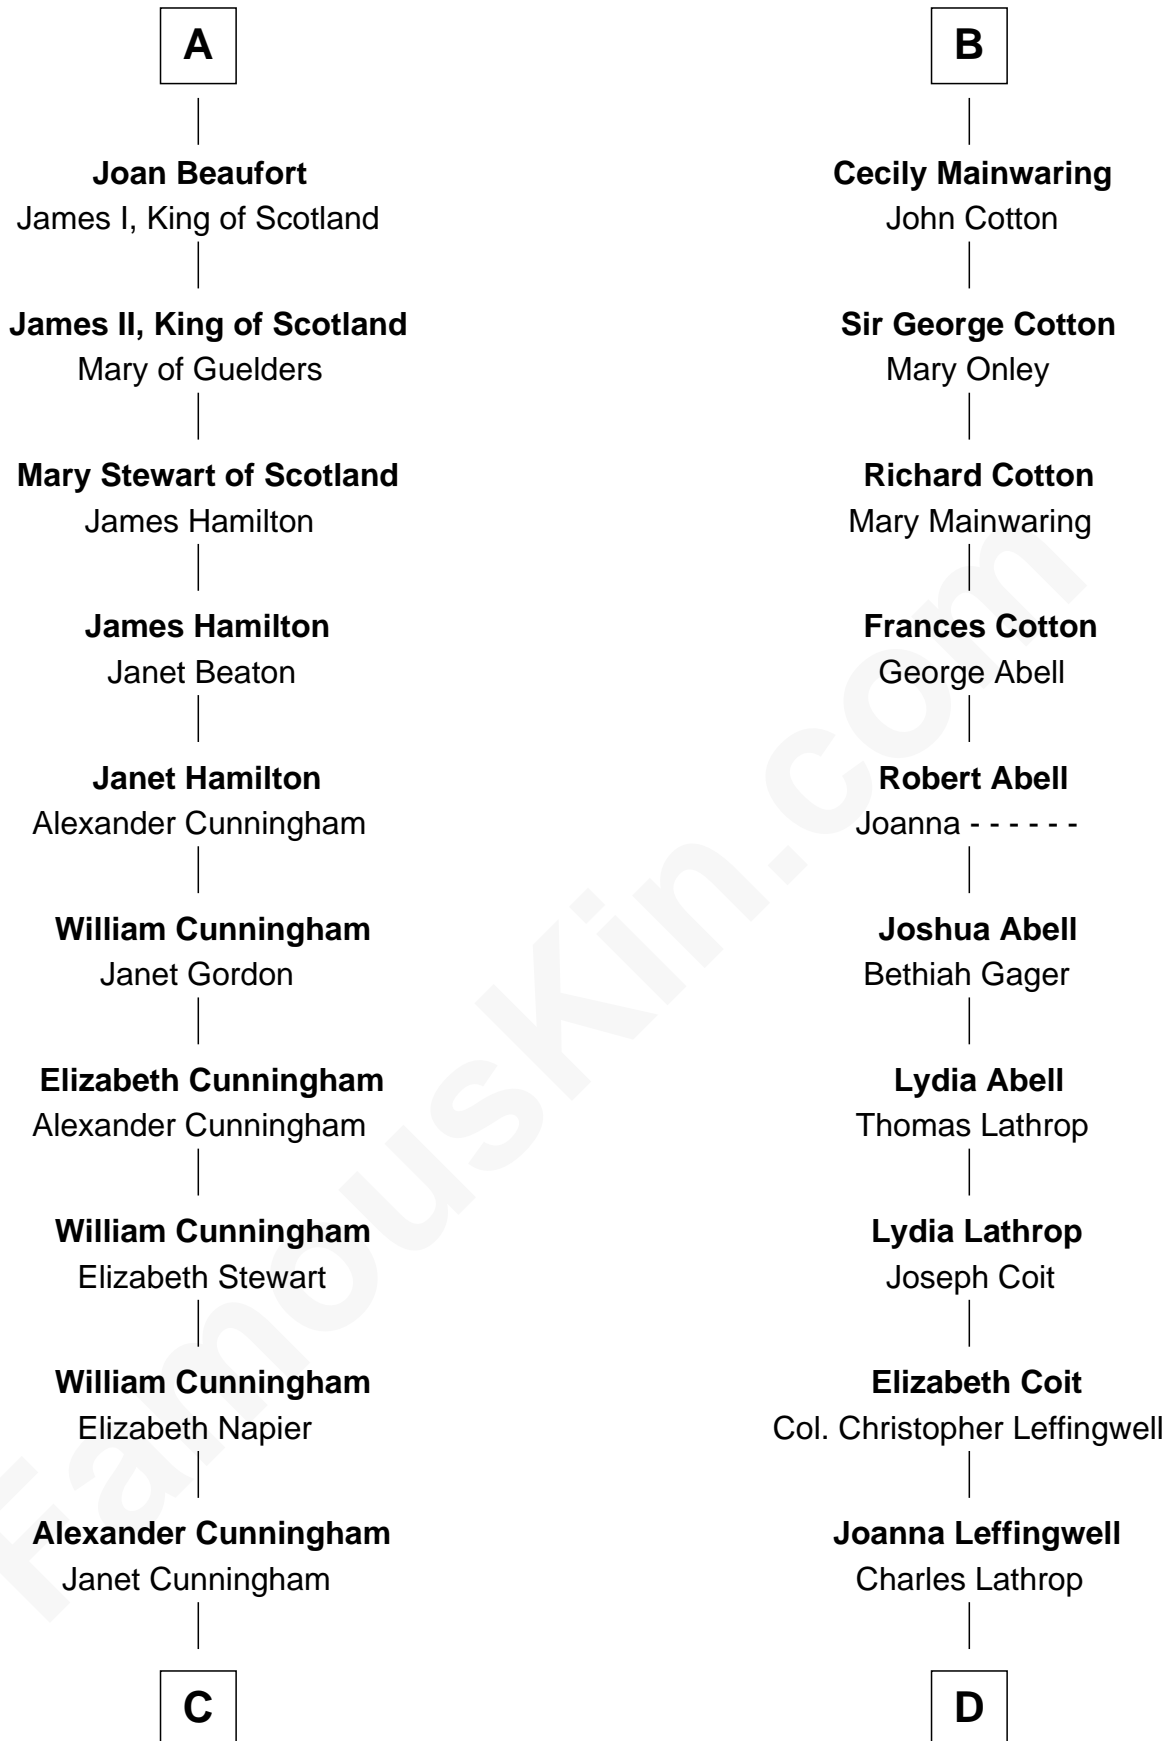 A
Joan Beaufort
James I, King of Scotland
James II, King of Scotland
Mary of Guelders
Mary Stewart of Scotland
James Hamilton
James Hamilton
Janet Beaton
Janet Hamilton
Alexander Cunningham
William Cunningham
Janet Gordon
Elizabeth Cunningham
Alexander Cunningham
William Cunningham
Elizabeth Stewart
William Cunningham
Elizabeth Napier
Alexander Cunningham
Janet Cunningham
C
B
Cecily Mainwaring
John Cotton
Sir George Cotton
Mary Onley
Richard Cotton
Mary Mainwaring
Frances Cotton
George Abell
Robert Abell
Joanna - - - - - -
Joshua Abell
Bethiah Gager
Lydia Abell
Thomas Lathrop
Lydia Lathrop
Joseph Coit
Elizabeth Coit
Col. Christopher Leffingwell
Joanna Leffingwell
Charles Lathrop
D
FamousKin.com